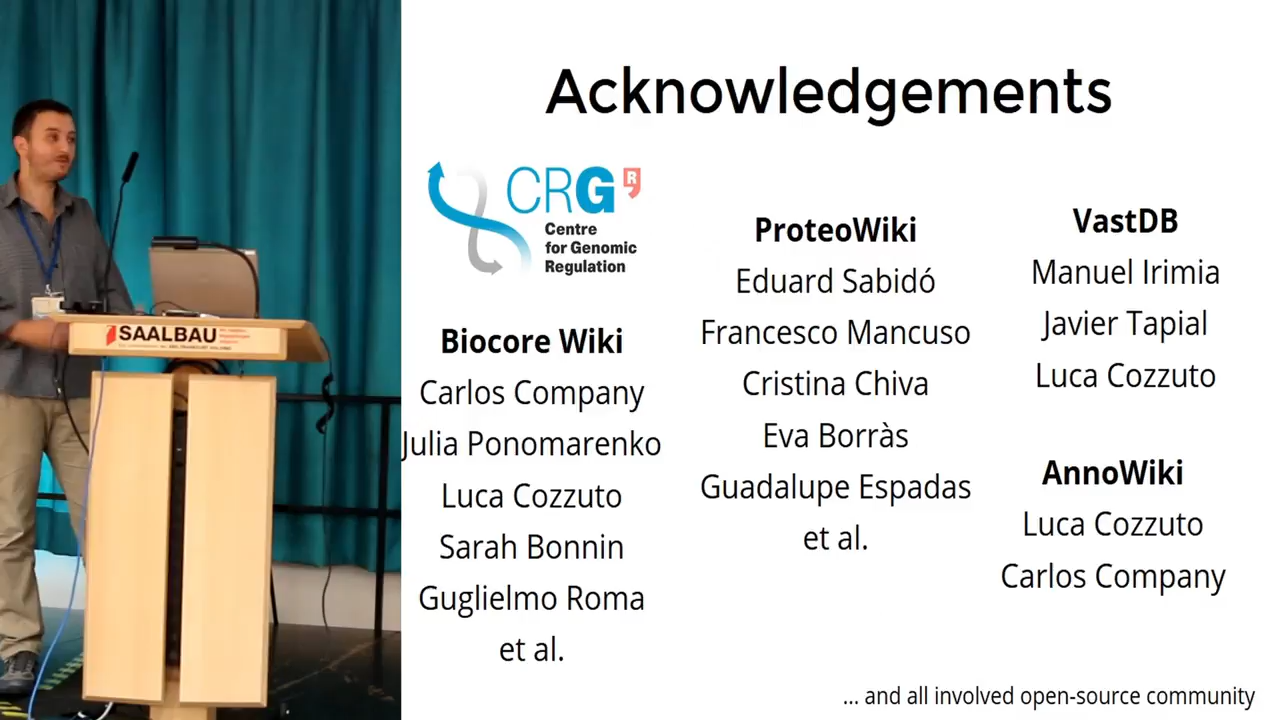 Acknowledgements
CRG
R
Centre
for Genomic
Regulation
Biocore Wiki
Carlos Company
Julia Ponomarenko
Luca Cozzuto
Sarah Bonnin
Guglielmo Roma
et al.
ProteoWiki
Eduard Sabidó
Francesco Mancuso
Cristina Chiva
Eva Borràs
Guadalupe Espadas
et al.
VastDB
Manuel Irimia
Javier Tapial
Luca Cozzuto
AnnoWiki
Luca Cozzuto
Carlos Company
... and all involved open-source community
SAALBAU